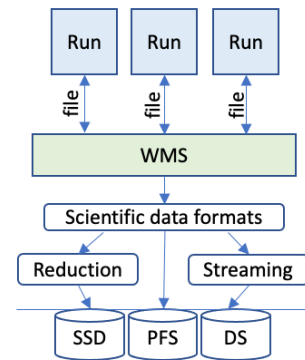 Run Run Run
file file file
WMS
Scientific data formats
Reduction Streaming
SSD PFS DS